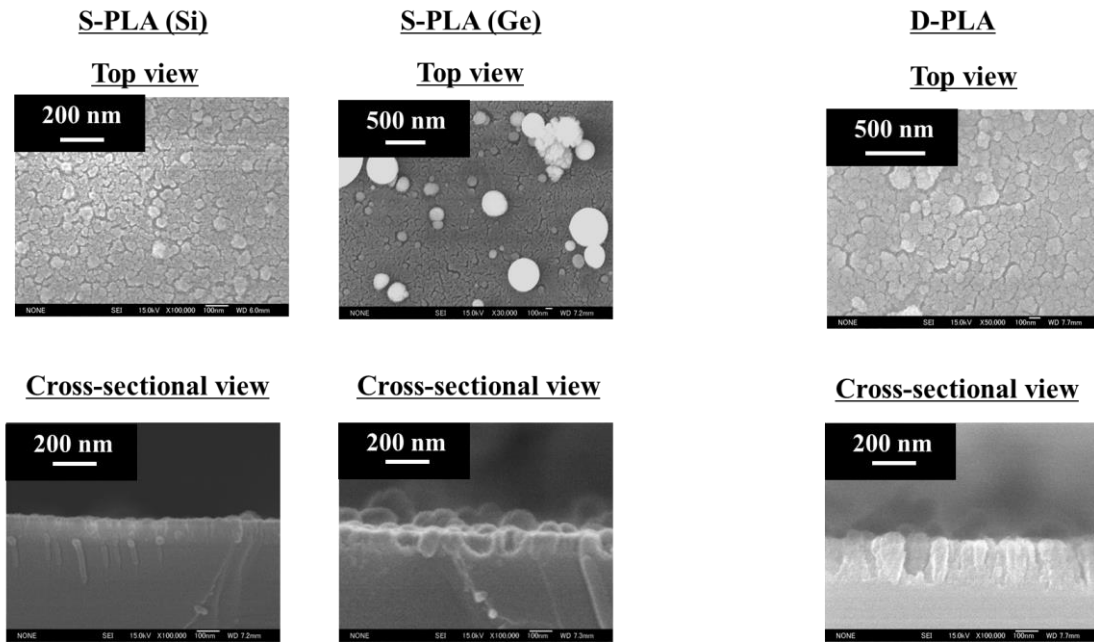 S-PLA (Si)
S-PLA (Ge)
D-PLA
Top view
Top view
Top view
200 nm
500 nm
500 nm
NONE SEI 15.0kV X100,000 100nm WD 6.0mm
NONE SEI 15.0kV X30,000 100nm WD 7.2mm
NONE SEI 15.0kV X50,000 100nm WD 7.7mm
Cross-sectional view
Cross-sectional view
Cross-sectional view
200 nm
200 nm
200 nm
NONE SEI 15.0kV X100,000 100nm WD 7.2mm
NONE SEI 15.0kV X100,000 100nm WD 7.3mm
NONE SEI 15.0kV X100,000 100nm WD 7.7mm